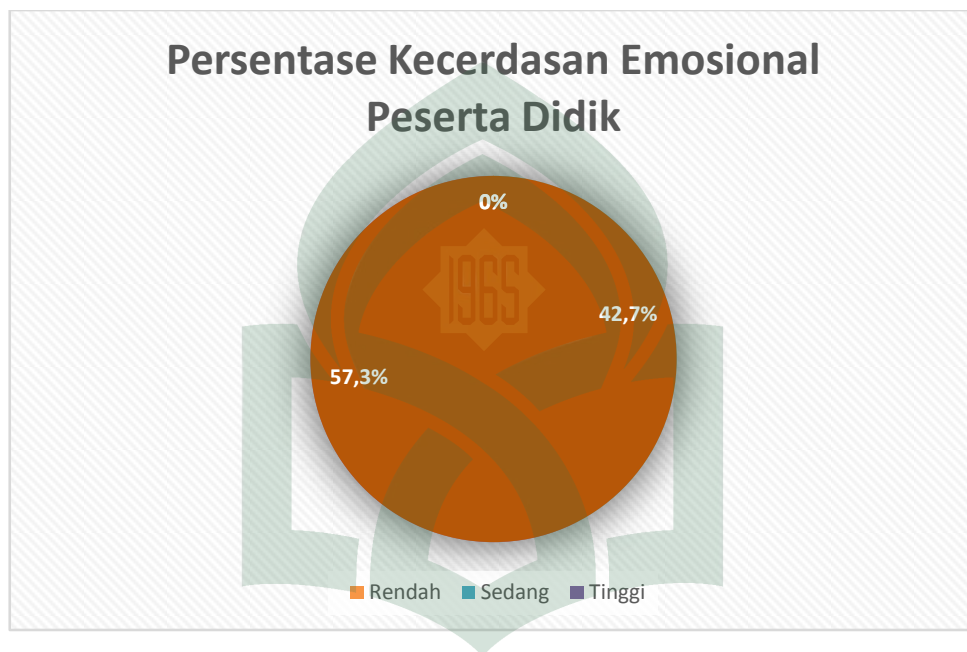 Persentase Kecerdasan Emosional
Peserta Didik
0%
1965
42,7%
57,3%
Rendah Sedang Tinggi